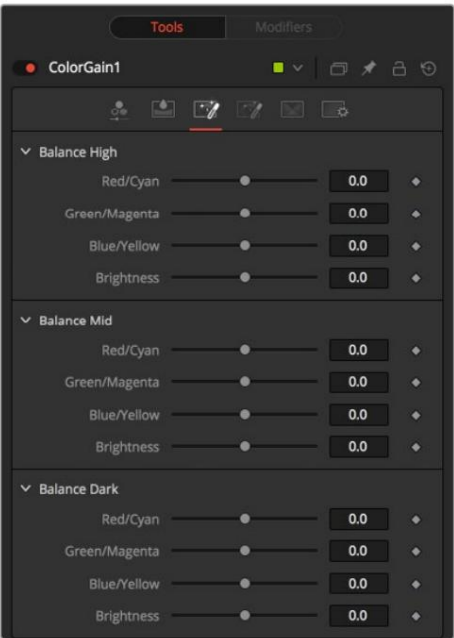 Tools Modifiers
ColorGain1
Balance High
Red/Cyan 0.0
Green/Magenta 0.0
Blue/Yellow 0.0
Brightness 0.0
Balance Mid
Red/Cyan 0.0
Green/Magenta 0.0
Blue/Yellow 0.0
Brightness 0.0
Balance Dark
Red/Cyan 0.0
Green/Magenta 0.0
Blue/Yellow 0.0
Brightness 0.0